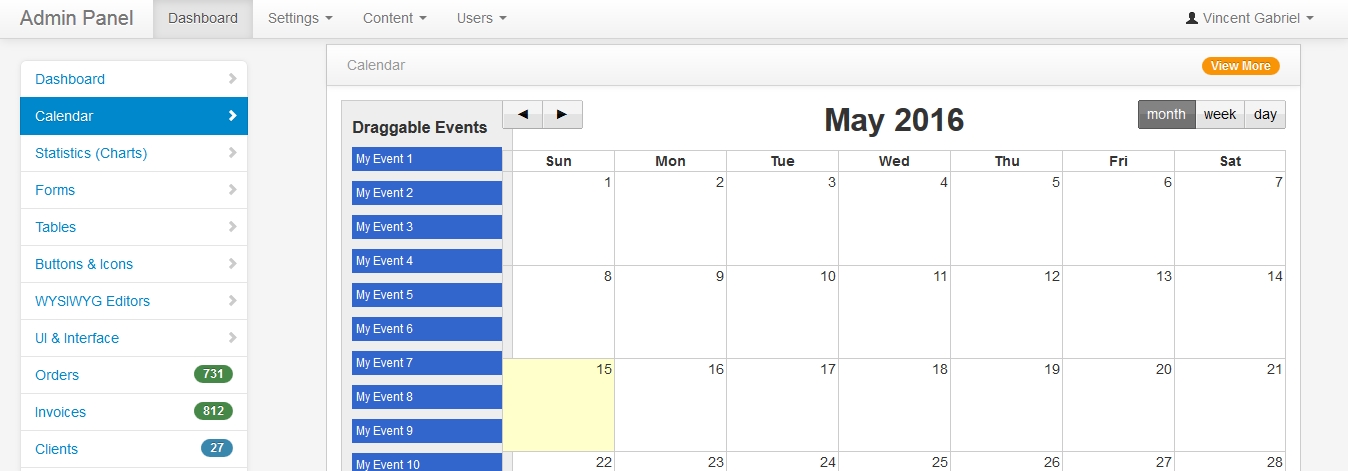 Admin Panel Dashboard Settings Content Users Vincent Gabriel
Dashboard
Calendar
Statistics (Charts)
Forms
Tables
Buttons & Icons
WYSIWYG Editors
UI & Interface
Orders 731
Invoices 812
Clients 27
Calendar View More
Draggable Events
My Event 1
My Event 2
My Event 3
My Event 4
My Event 5
My Event 6
My Event 7
My Event 8
My Event 9
My Event 10
May 2016
month week day
Sun Mon Tue Wed Thu Fri Sat
1 2 3 4 5 6 7
8 9 10 11 12 13 14
15 16 17 18 19 20 21
22 23 24 25 26 27 28